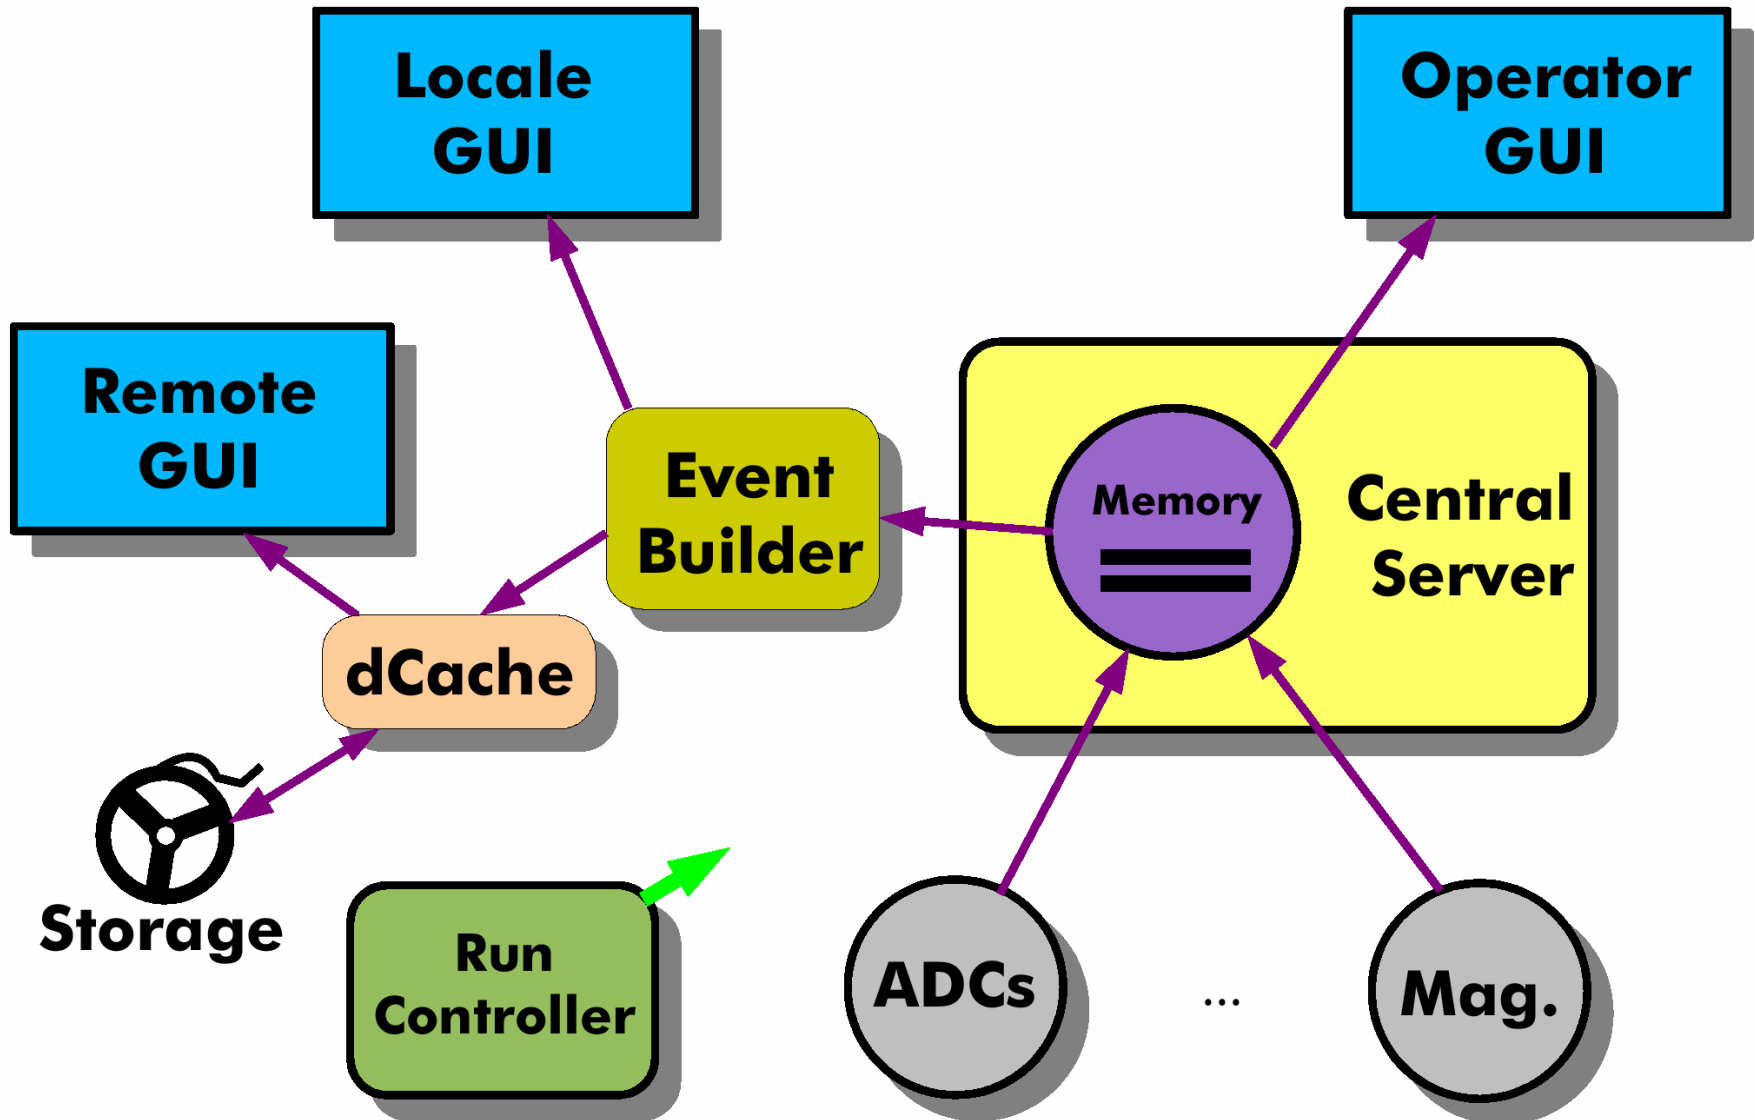 Locale
GUI
Operator
GUI
Remote
GUI
Event
Builder
Memory
Central
Server
dCache
Storage
Run
Controller
ADCs
...
Mag.